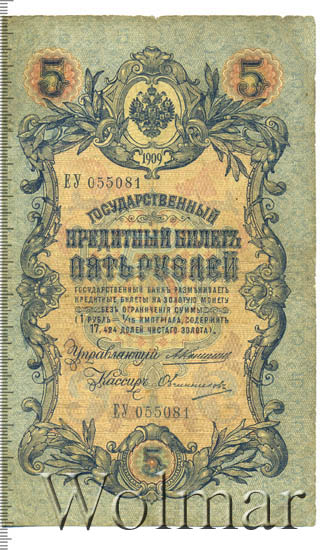 5 5
1909
ЕУ 055081
ГОСУДАРСТВЕННЫЙ
КРЕДИТНЫЙ БИЛЕТЪ
ПЯТЬ РУБЛЕЙ
ГОСУДАРСТВЕННЫЙ БАНКЪ РАЗМѢНИВАЕТЪ
КРЕДИТНЫЕ БИЛЕТЫ НА ЗОЛОТУЮ МОНЕТУ
БЕЗЪ ОГРАНИЧЕНІЯ СУММЫ
(1 РУБЛЬ = 1/15 ИМПЕРІАЛА, СОДЕРЖИТЪ
17,424 ДОЛЕЙ ЧИСТАГО ЗОЛОТА).
Управляющій
Кассиръ Овчинниковъ
ЕУ 055081
5
Wolmar